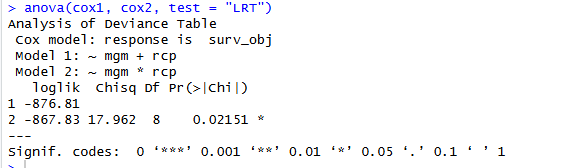 > anova(cox1, cox2, test = "LRT")
Analysis of Deviance Table
 Cox model: response is  surv_obj
 Model 1: ~ mgm + rcp
 Model 2: ~ mgm * rcp
   loglik  Chisq Df Pr(>|Chi|)
1 -876.81
2 -867.83 17.962  8    0.02151 *
---
Signif. codes:  0 ‘***’ 0.001 ‘**’ 0.01 ‘*’ 0.05 ‘.’ 0.1 ‘ ’ 1
>